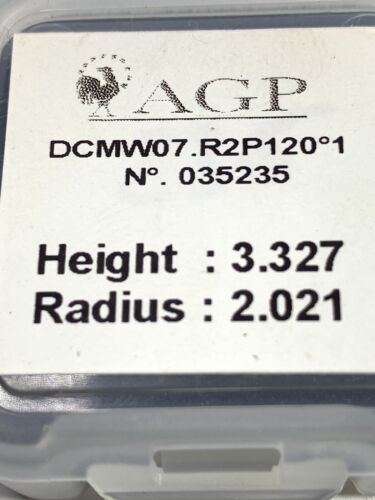 AGP
DCMW07.R2P120°1
N°. 035235
Height : 3.327
Radius : 2.021